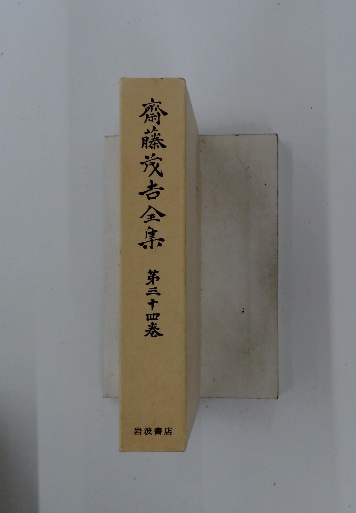 齋藤茂吉全集
第三十四巻
岩波書店